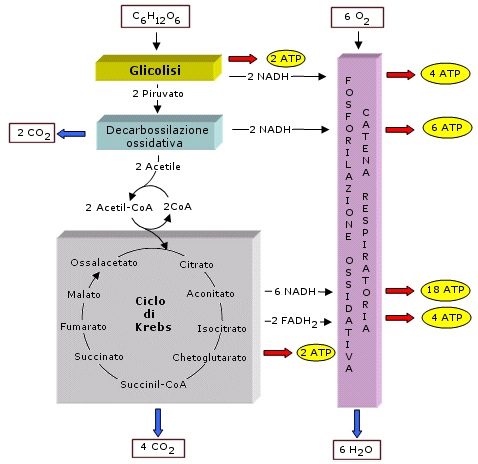 C6H12O6
6 O2
Glicolisi
2 ATP
2 NADH
4 ATP
2 Piruvato
2 CO2
Decarbossilazione
ossidativa
2 NADH
6 ATP
2 Acetile
2 Acetil-CoA
2CoA
FOSFORILAZIONE OSSIDATIVA
CATENA RESPIRATORIA
Ossalacetato
Citrato
Malato
Aconitato
Ciclo
di
Krebs
Fumarato
Isocitrato
Succinato
Chetoglutarato
Succinil-CoA
6 NADH
18 ATP
2 FADH2
4 ATP
2 ATP
4 CO2
6 H2O